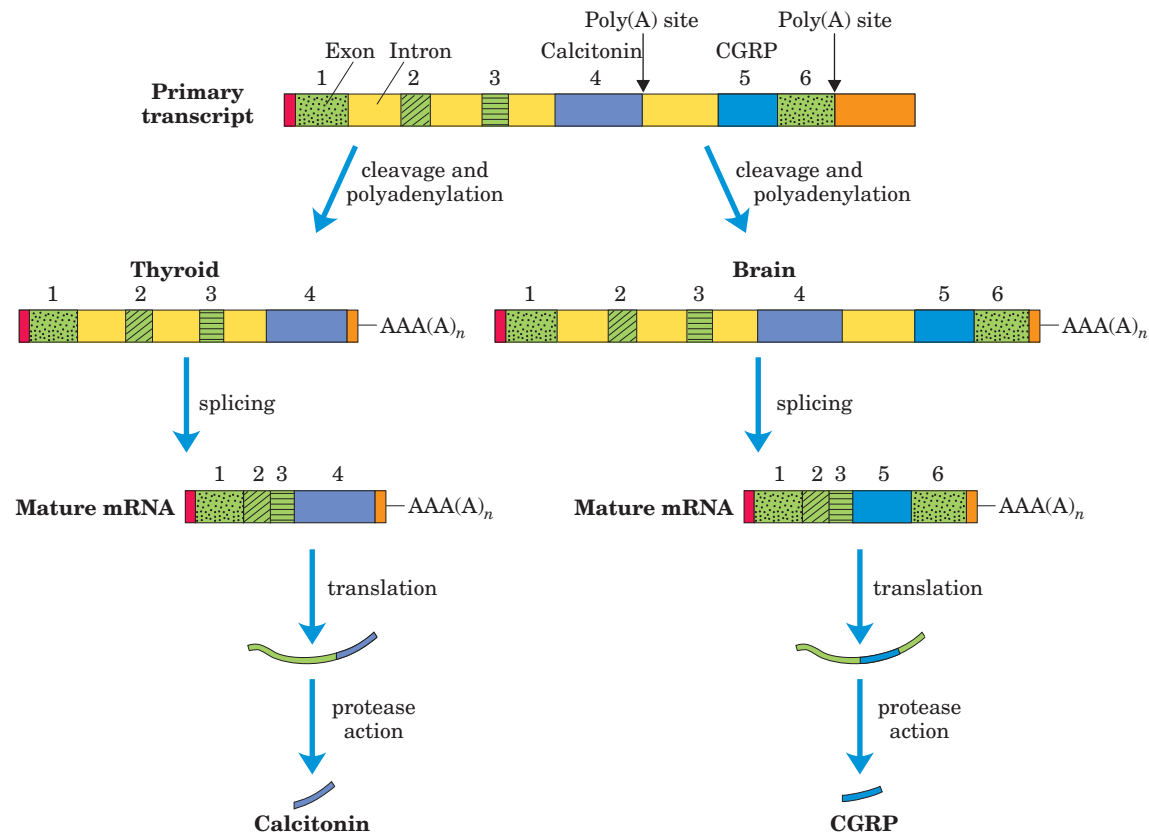 Poly(A) site Poly(A) site
Exon Intron Calcitonin CGRP
1 2 3 4 5 6
Primary
transcript
cleavage and
polyadenylation
cleavage and
polyadenylation
Thyroid
1 2 3 4
AAA(A)n
Brain
1 2 3 4 5 6
AAA(A)n
splicing
splicing
1 2 3 4
Mature mRNA
AAA(A)n
1 2 3 5 6
Mature mRNA
AAA(A)n
translation
translation
protease
action
protease
action
Calcitonin
CGRP